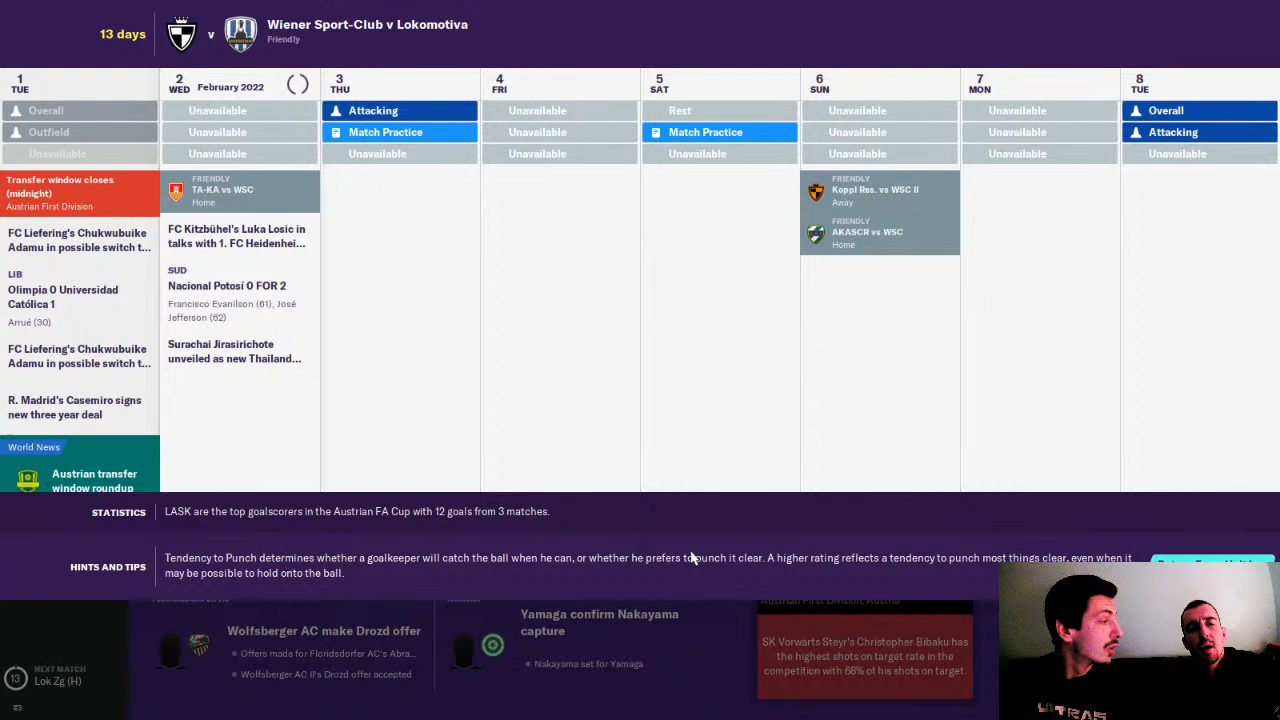 13 days
v
Wiener Sport-Club v Lokomotiva
Friendly
1
TUE
2
WED
February 2022
3
THU
4
FRI
5
SAT
6
SUN
7
MON
8
TUE
Overall
Unavailable
Attacking
Unavailable
Rest
Unavailable
Unavailable
Overall
Outfield
Unavailable
Match Practice
Unavailable
Match Practice
Unavailable
Unavailable
Attacking
Unavailable
Unavailable
Unavailable
Unavailable
Unavailable
Unavailable
Unavailable
Unavailable
Transfer window closes
(midnight)
Austrian First Division
FC Liefering's Chukwubuike
Adamu in possible switch t...
LIB
Olimpia 0 Universidad
Católica 1
Arrué (30)
FC Liefering's Chukwubuike
Adamu in possible switch t...
R. Madrid's Casemiro signs
new three year deal
World News
Austrian transfer
window roundup
FRIENDLY
TA-KA vs WSC
Home
FC Kitzbühel's Luka Losic in
talks with 1. FC Heidenhei...
SUD
Nacional Potosí 0 FOR 2
Francisco Evanilson (61), José
Jefferson (62)
Surachai Jirasirichote
unveiled as new Thailand...
FRIENDLY
Koppl Res. vs WSC II
Away
FRIENDLY
AKASCR vs WSC
Home
STATISTICS
LASK are the top goalscorers in the Austrian FA Cup with 12 goals from 3 matches.
HINTS AND TIPS
Tendency to Punch determines whether a goalkeeper will catch the ball when he can, or whether he prefers to punch it clear. A higher rating reflects a tendency to punch most things clear, even when it
may be possible to hold onto the ball.
NEXT MATCH
13
Lok Zg (H)
Wolfsberger AC make Drozd offer
Offers made for Floridsdorfer AC's Abra...
Wolfsberger AC II's Drozd offer accepted
Yamaga confirm Nakayama
capture
Nakayama set for Yamaga
Austrian First Division, Austria
SK Vorwärts Steyr's Christopher Bibaku has
the highest shots on target rate in the
competition with 68% of his shots on target.
ULTRAS